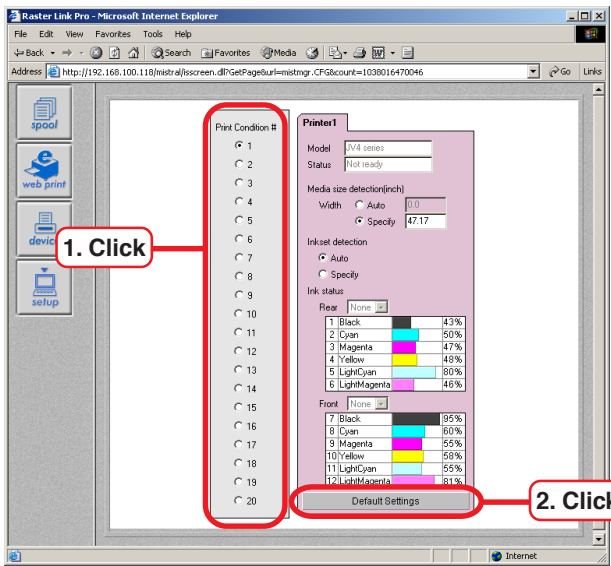 Raster Link Pro - Microsoft Internet Explorer
File Edit View Favorites Tools Help
Back Search Favorites Media
Address http://192.168.100.118/mistral/isscreen.dll?GetPage&url=mistmgr.CFG&count=1038016470046 Go Links
spool
web print
device
setup
1. Click
Print Condition #
1
2
3
4
5
6
7
8
9
10
11
12
13
14
15
16
17
18
19
20
Printer1
Model JV4 series
Status Not ready
Media size detection(inch)
Width Auto 0.0
Specify 47.17
Inkset detection
Auto
Specify
Ink status
Rear None
1 Black 43%
2 Cyan 50%
3 Magenta 47%
4 Yellow 48%
5 LightCyan 80%
6 LightMagenta 46%
Front None
7 Black 95%
8 Cyan 60%
9 Magenta 55%
10 Yellow 58%
11 LightCyan 55%
12 LightMagenta 81%
Default Settings
2. Click
Internet